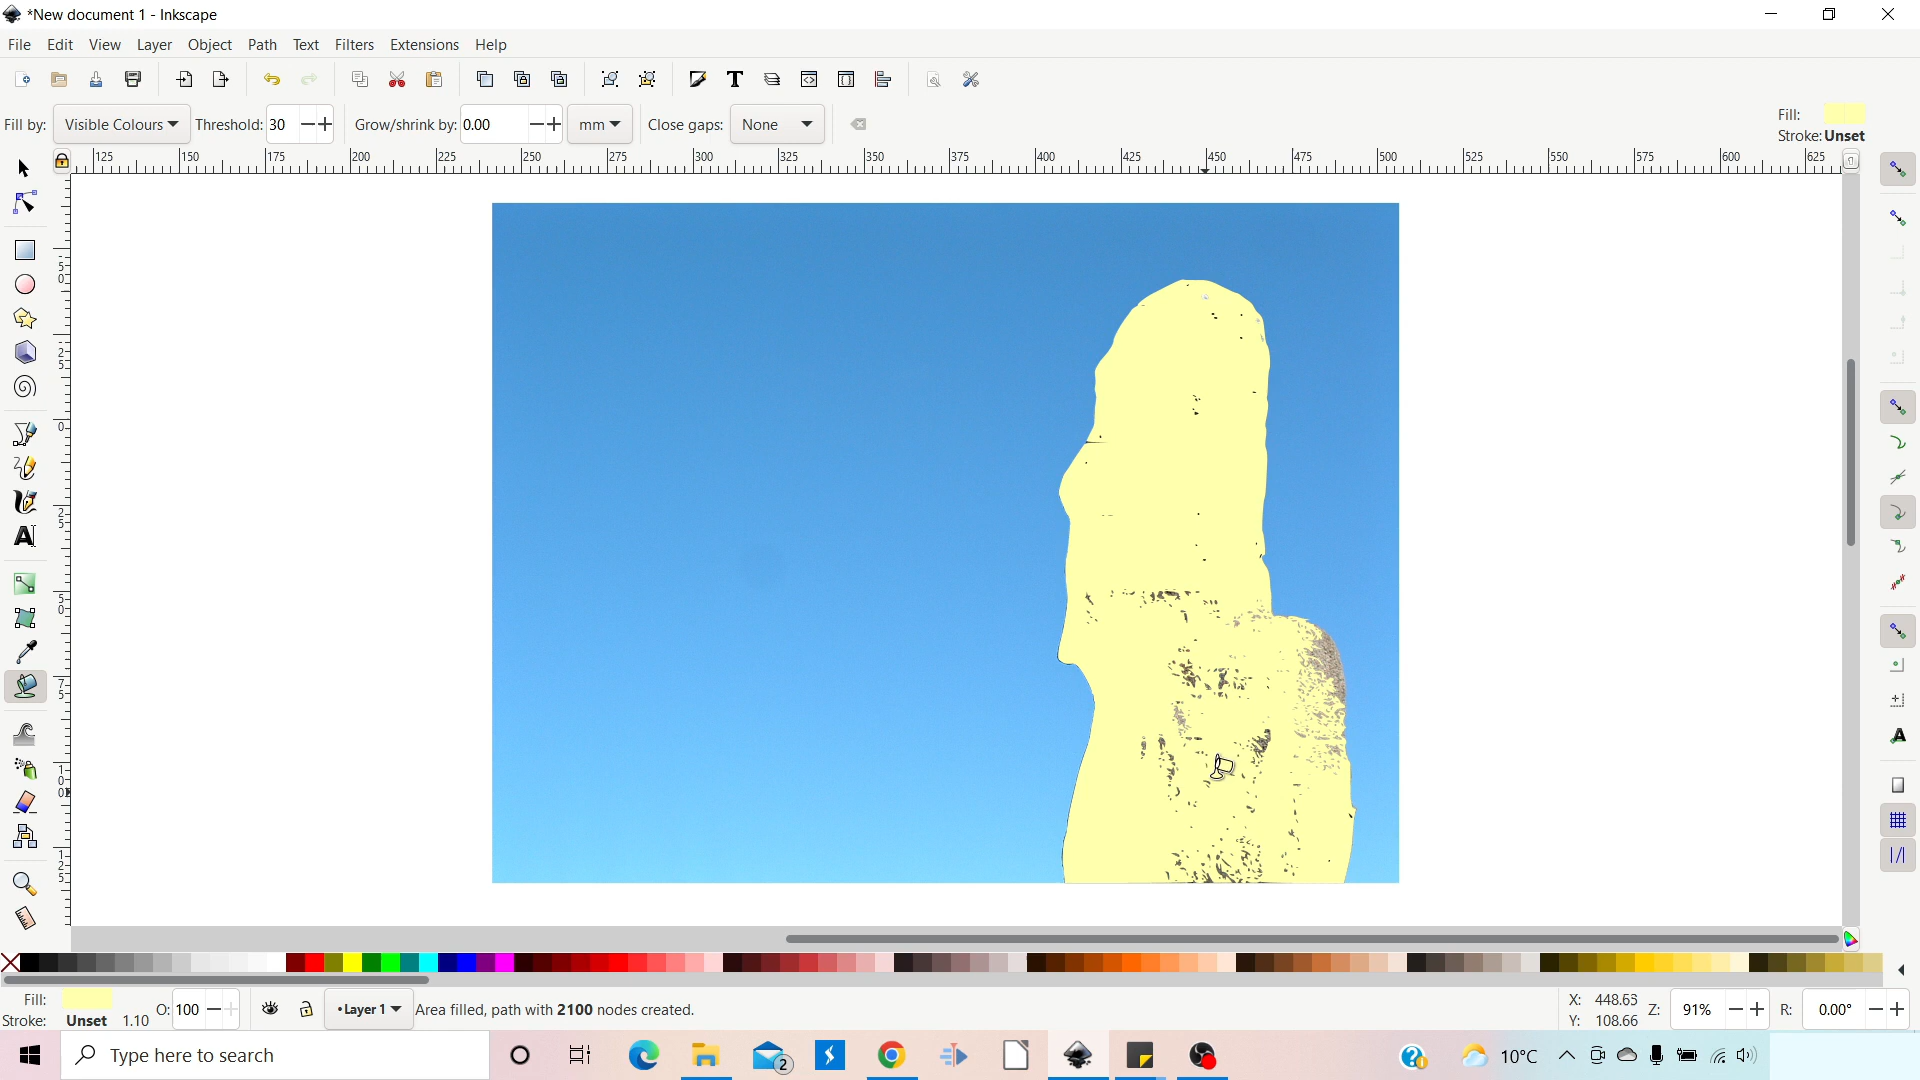 *New document 1 - Inkscape
File Edit View Layer Object Path Text Filters Extensions Help
Fill by: Visible Colours Threshold: 30 Grow/shrink by: 0.00 mm Close gaps: None Fill:
Stroke: Unset
125 150 175 200 225 250 275 300 325 350 375 400 425 450 475 500 525 550 575 600 625
Fill: O: 100 Layer 1 Area filled, path with 2100 nodes created. X: 448.63 Z: 91% R: 0.00°
Stroke: Unset 1.10 Y: 108.66
Type here to search 2 10°C